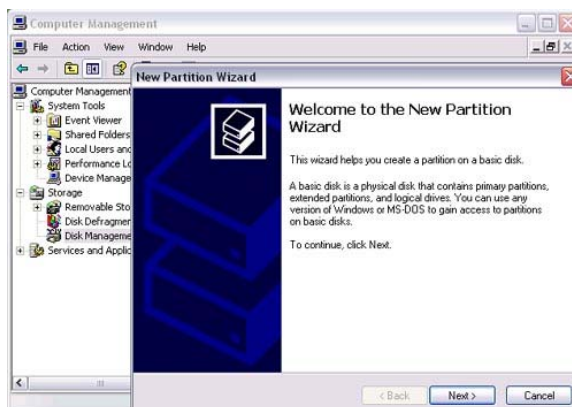 Computer Management
File Action View Window Help
New Partition Wizard
Computer Management
System Tools
Event Viewer
Shared Folders
Local Users and
Performance Lo
Device Manage
Storage
Removable Sto
Disk Defragmer
Disk Manageme
Services and Applic
Welcome to the New Partition
Wizard
This wizard helps you create a partition on a basic disk.
A basic disk is a physical disk that contains primary partitions,
extended partitions, and logical drives. You can use any
version of Windows or MS-DOS to gain access to partitions
on basic disks.
To continue, click Next.
< Back Next > Cancel